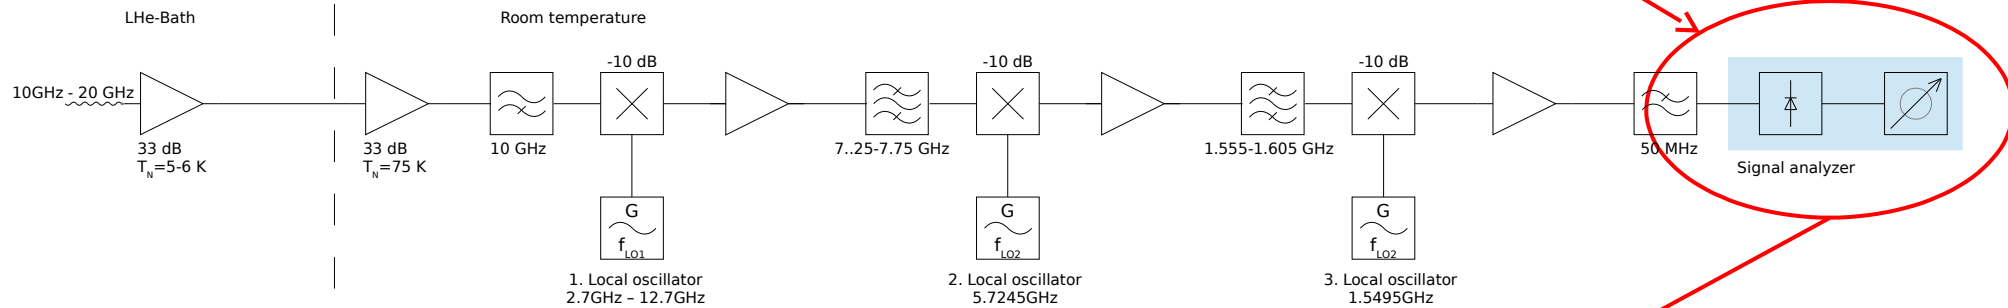 LHe-Bath
Room temperature
-10 dB
-10 dB
-10 dB
10GHz - 20 GHz
33 dB
TN=5-6 K
33 dB
TN=75 K
10 GHz
7..25-7.75 GHz
1.555-1.605 GHz
50 MHz
Signal analyzer
G
fLO1
G
fLO2
G
fLO2
1. Local oscillator
2.7GHz – 12.7GHz
2. Local oscillator
5.7245GHz
3. Local oscillator
1.5495GHz